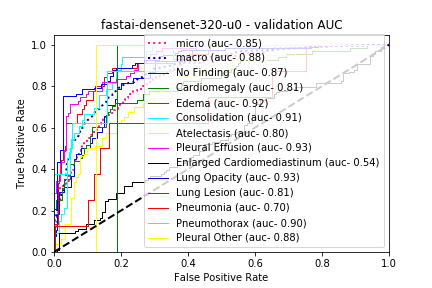 fastai-densenet-320-u0 - validation AUC
True Positive Rate
1.0
0.8
0.6
0.4
0.2
0.0
micro (auc- 0.85)
macro (auc- 0.88)
No Finding (auc- 0.87)
Cardiomegaly (auc- 0.81)
Edema (auc- 0.92)
Consolidation (auc- 0.91)
Atelectasis (auc- 0.80)
Pleural Effusion (auc- 0.93)
Enlarged Cardiomediastinum (auc- 0.54)
Lung Opacity (auc- 0.93)
Lung Lesion (auc- 0.81)
Pneumonia (auc- 0.70)
Pneumothorax (auc- 0.90)
Pleural Other (auc- 0.88)
0.0 0.2 0.4 0.6 0.8 1.0
False Positive Rate